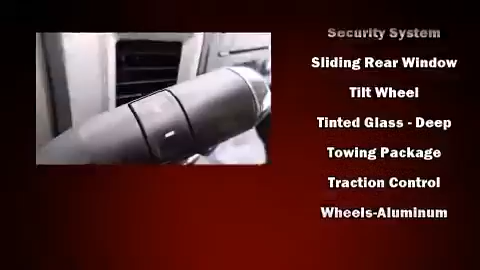 Security System
Sliding Rear Window
Tilt Wheel
Tinted Glass - Deep
Towing Package
Traction Control
Wheels-Aluminum